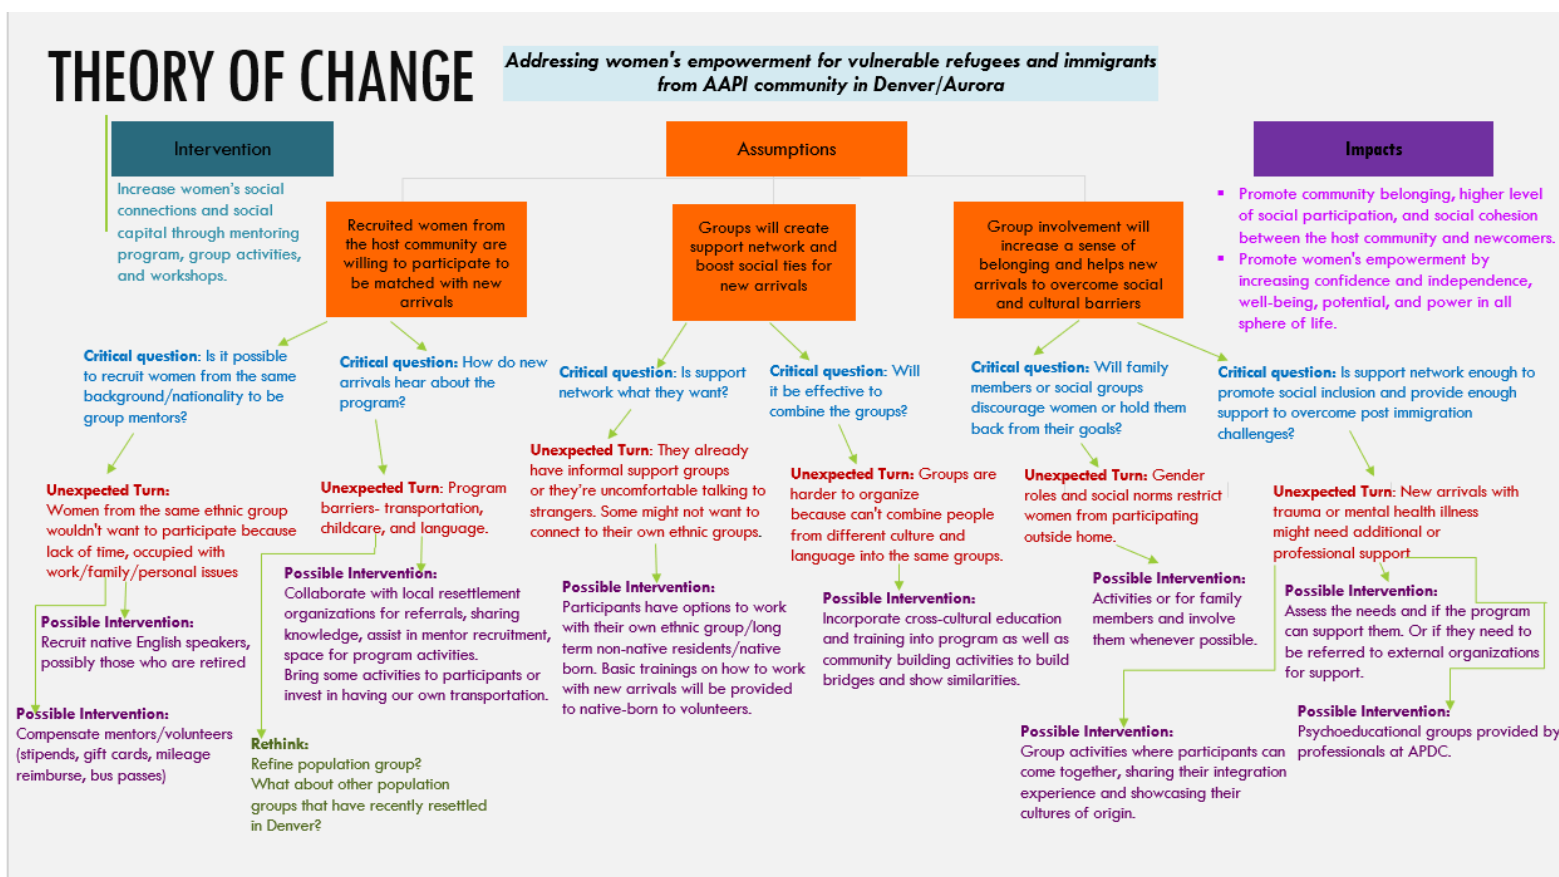 THEORY OF CHANGE
Addressing women's empowerment for vulnerable refugees and immigrants
from AAPI community in Denver/Aurora
Intervention
Increase women's social
connections and social
capital through mentoring
program, group activities,
and workshops.
Assumptions
Impacts
▪ Promote community belonging, higher level
of social participation, and social cohesion
between the host community and newcomers.
▪ Promote women's empowerment by
increasing confidence and independence,
well-being, potential, and power in all
sphere of life.
Recruited women from
the host community are
willing to participate to
be matched with new
arrivals
Groups will create
support network and
boost social ties for
new arrivals
Group involvement will
increase a sense of
belonging and helps new
arrivals to overcome social
and cultural barriers
Critical question: Is it possible
to recruit women from the same
background/nationality to be
group mentors?
Critical question: How do new
arrivals hear about the
program?
Critical question: Is support
network what they want?
Critical question: Will
it be effective to
combine the groups?
Critical question: Will family
members or social groups
discourage women or hold them
back from their goals?
Critical question: Is support network enough to
promote social inclusion and provide enough
support to overcome post immigration
challenges?
Unexpected Turn:
Women from the same ethnic group
wouldn't want to participate because
lack of time, occupied with
work/family/personal issues
Unexpected Turn: Program
barriers- transportation,
childcare, and language.
Unexpected Turn: They already
have informal support groups
or they're uncomfortable talking to
strangers. Some might not want to
connect to their own ethnic groups.
Unexpected Turn: Groups are
harder to organize
because can't combine people
from different culture and
language into the same groups.
Unexpected Turn: Gender
roles and social norms restrict
women from participating
outside home.
Unexpected Turn: New arrivals with
trauma or mental health illness
might need additional or
professional support
Possible Intervention:
Recruit native English speakers,
possibly those who are retired
Possible Intervention:
Compensate mentors/volunteers
(stipends, gift cards, mileage
reimburse, bus passes)
Possible Intervention:
Collaborate with local resettlement
organizations for referrals, sharing
knowledge, assist in mentor recruitment,
space for program activities.
Bring some activities to participants or
invest in having our own transportation.
Rethink:
Refine population group?
What about other population
groups that have recently resettled
in Denver?
Possible Intervention:
Participants have options to work
with their own ethnic group/long
term non-native residents/native
born. Basic trainings on how to work
with new arrivals will be provided
to native-born to volunteers.
Possible Intervention:
Incorporate cross-cultural education
and training into program as well as
community building activities to build
bridges and show similarities.
Possible Intervention:
Activities or for family
members and involve
them whenever possible.
Possible Intervention:
Group activities where participants can
come together, sharing their integration
experience and showcasing their
cultures of origin.
Possible Intervention:
Assess the needs and if the program
can support them. Or if they need to
be referred to external organizations
for support.
Possible Intervention:
Psychoeducational groups provided by
professionals at APDC.